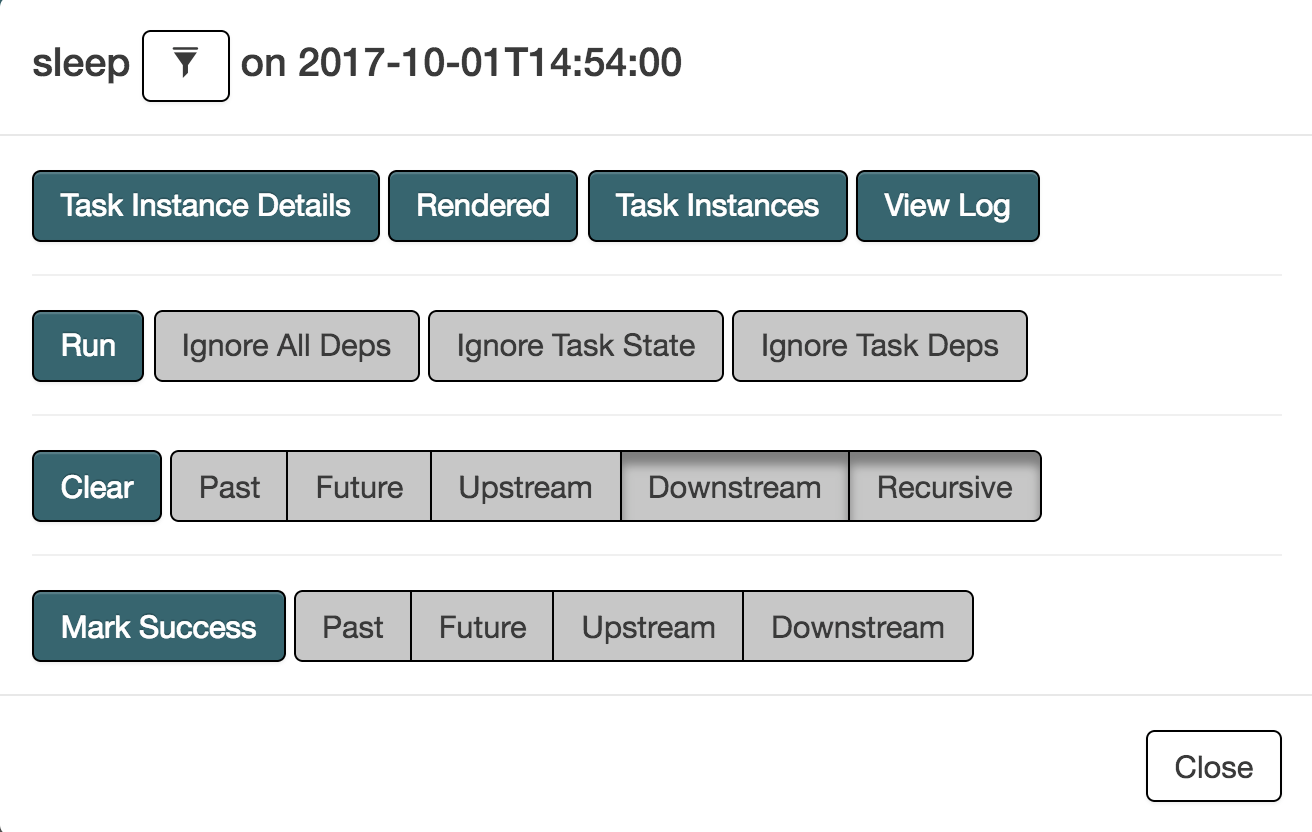 sleep on 2017-10-01T14:54:00
Task Instance Details Rendered Task Instances View Log
Run Ignore All Deps Ignore Task State Ignore Task Deps
Clear Past Future Upstream Downstream Recursive
Mark Success Past Future Upstream Downstream
Close